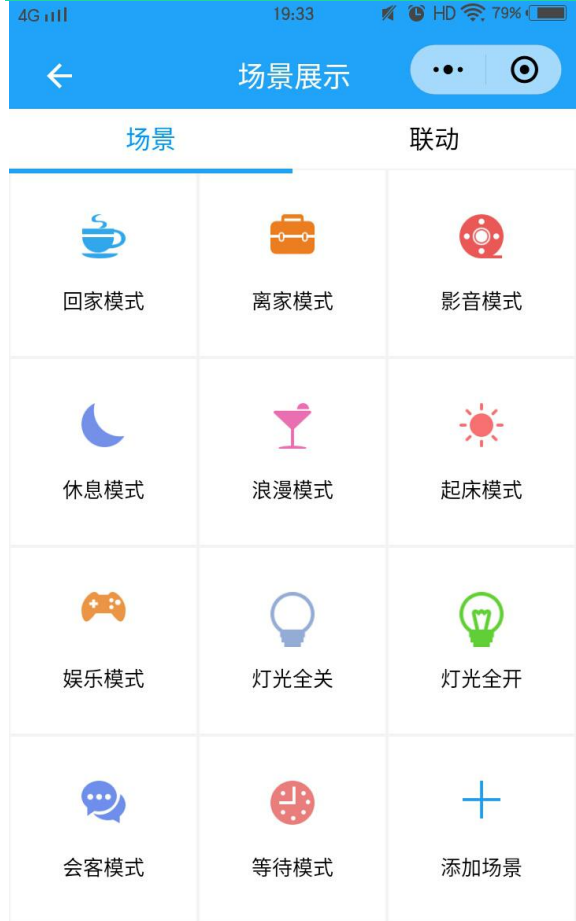 4G 19:33 HD 79%
场景展示
场景 联动
回家模式 离家模式 影音模式
休息模式 浪漫模式 起床模式
娱乐模式 灯光全关 灯光全开
会客模式 等待模式 添加场景